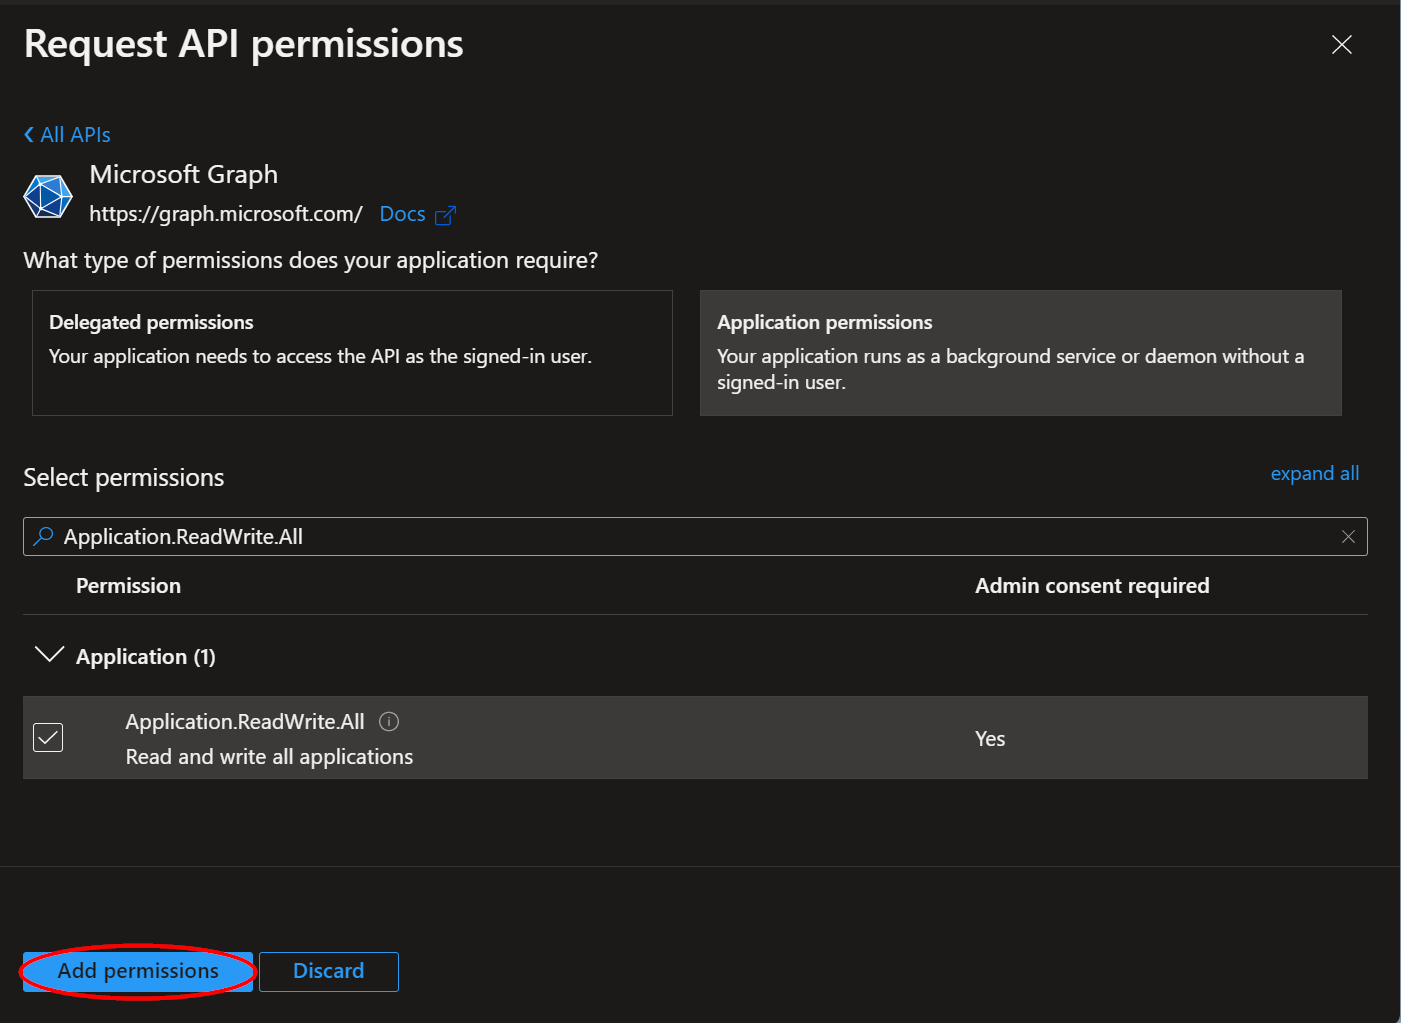 Request API permissions
All APIs
Microsoft Graph
https://graph.microsoft.com/ Docs
What type of permissions does your application require?
Delegated permissions
Your application needs to access the API as the signed-in user.
Application permissions
Your application runs as a background service or daemon without a
signed-in user.
Select permissions
expand all
Application.ReadWrite.All
Permission
Admin consent required
Application (1)
Application.ReadWrite.All
Read and write all applications
Yes
Add permissions
Discard